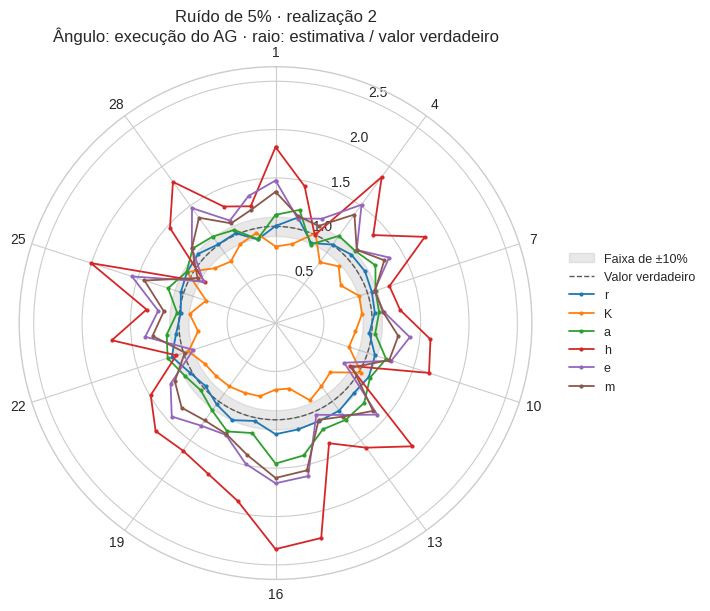 Ruído de 5% · realização 2
Ângulo: execução do AG · raio: estimativa / valor verdadeiro
1
4
7
10
13
16
19
22
25
28
0.5
1.0
1.5
2.0
2.5
Faixa de ±10%
Valor verdadeiro
r
K
a
h
e
m